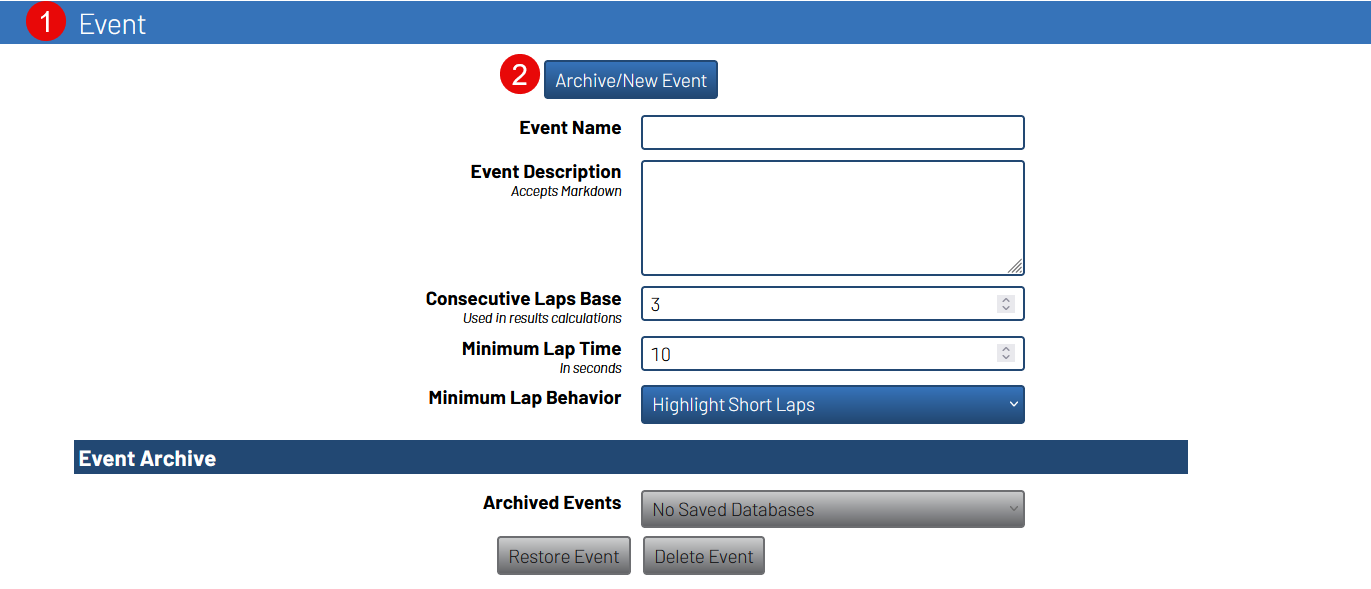 1 Event
2 Archive/New Event
Event Name
Event Description
Accepts Markdown
Consecutive Laps Base 3
Used in results calculations
Minimum Lap Time 10
In seconds
Minimum Lap Behavior Highlight Short Laps
Event Archive
Archived Events No Saved Databases
Restore Event Delete Event